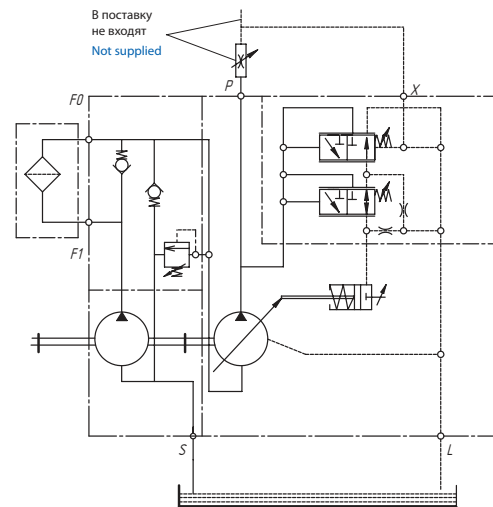 В поставку
не входят
Not supplied
P
X
F0
F1
S
L